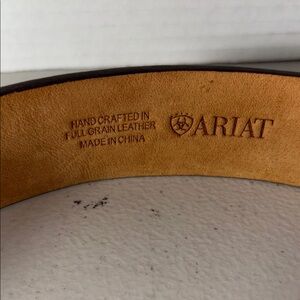 HAND CRAFTED IN
FULL GRAIN LEATHER
MADE IN CHINA
ARIAT